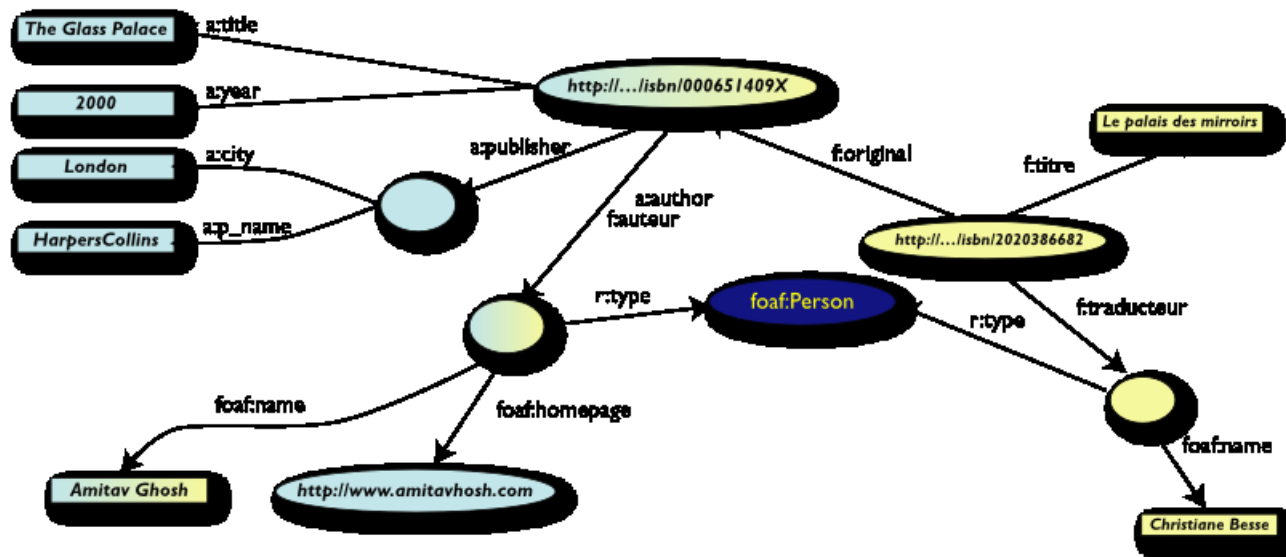 The Glass Palace
a:title
http://.../isbn/000651409X
2000
a:year
Le palais des mirroirs
London
a:city
a:publisher
f:original
f:titre
a:author
f:auteur
HarpersCollins
a:p_name
http://.../isbn/2020386682
r:type
foaf:Person
r:type
f:traducteur
foaf:name
foaf:homepage
foaf:name
Amitav Ghosh
http://www.amitavhosh.com
Christiane Besse